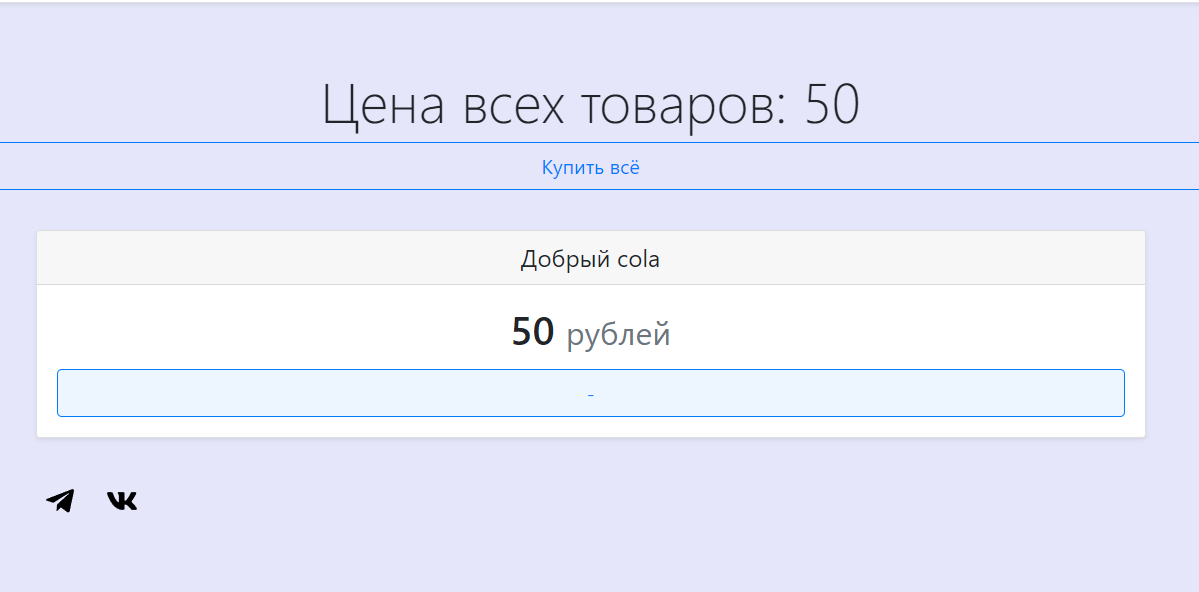 Цена всех товаров: 50
Купить всё
Добрый cola
50 рублей
-